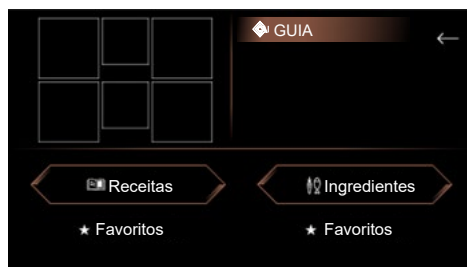 GUIA
Receitas
Ingredientes
Favoritos
Favoritos